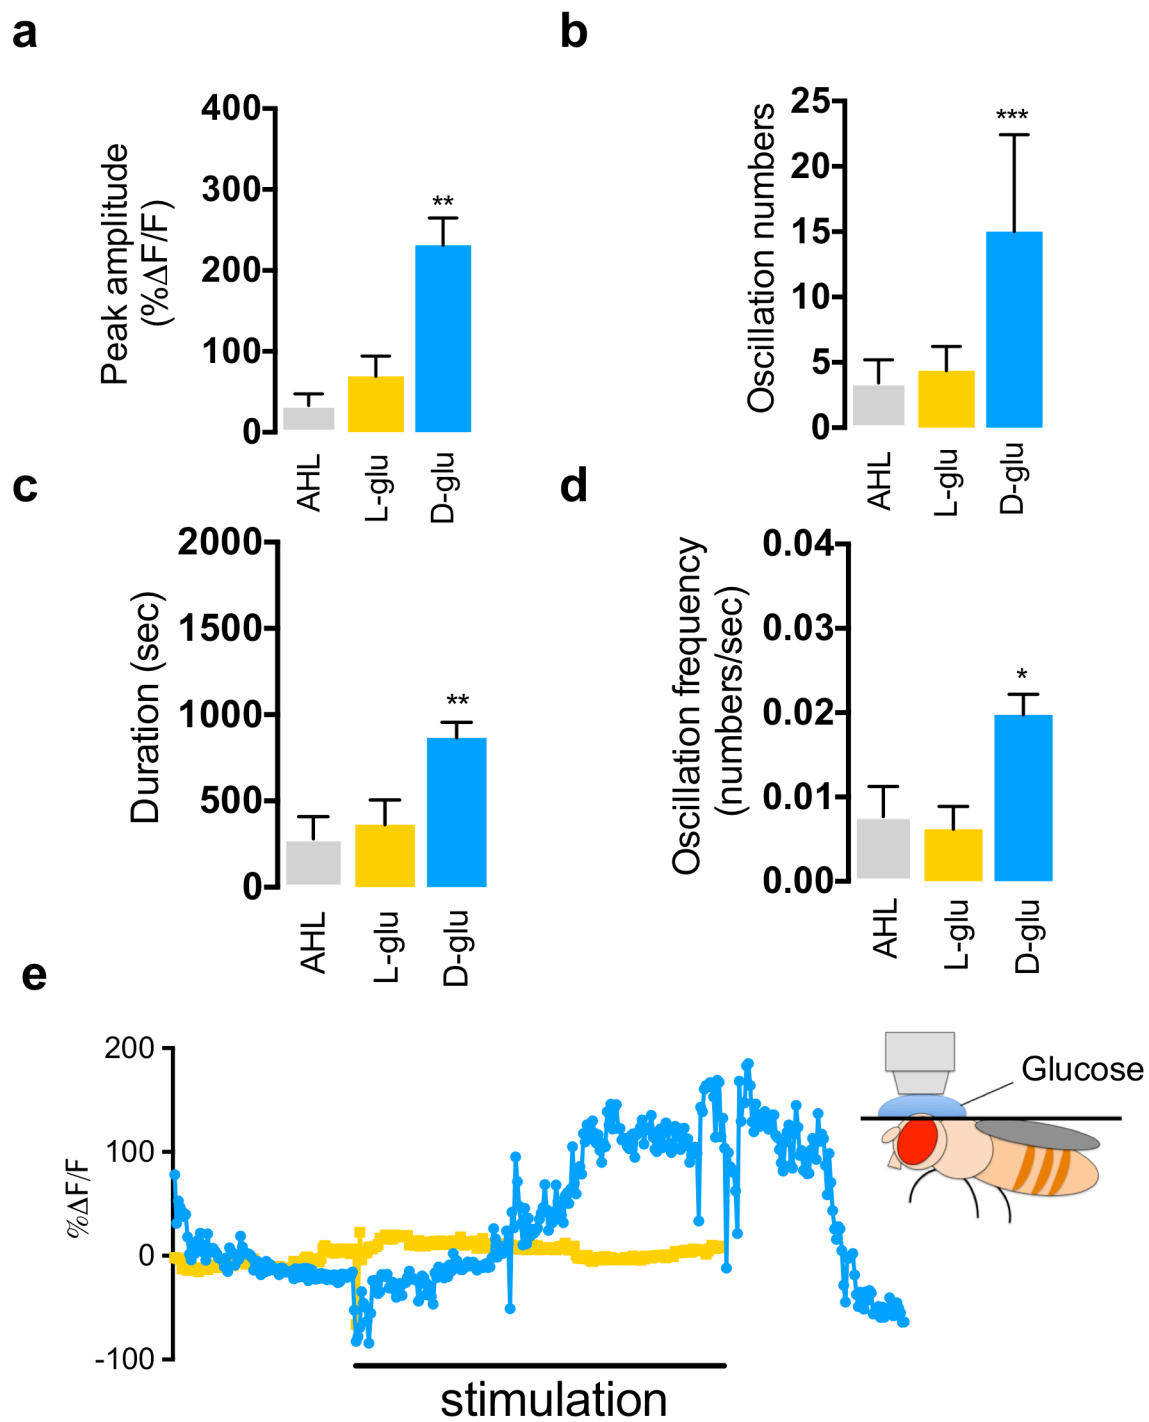 a
400
300
200
100
0
Peak amplitude
(%ΔF/F)
**
AHL
L-glu
D-glu
b
25
20
15
10
5
0
Oscillation numbers
***
AHL
L-glu
D-glu
c
2000
1500
1000
500
0
Duration (sec)
**
AHL
L-glu
D-glu
d
0.04
0.03
0.02
0.01
0.00
Oscillation frequency
(numbers/sec)
*
AHL
L-glu
D-glu
e
200
100
0
-100
%ΔF/F
stimulation
Glucose